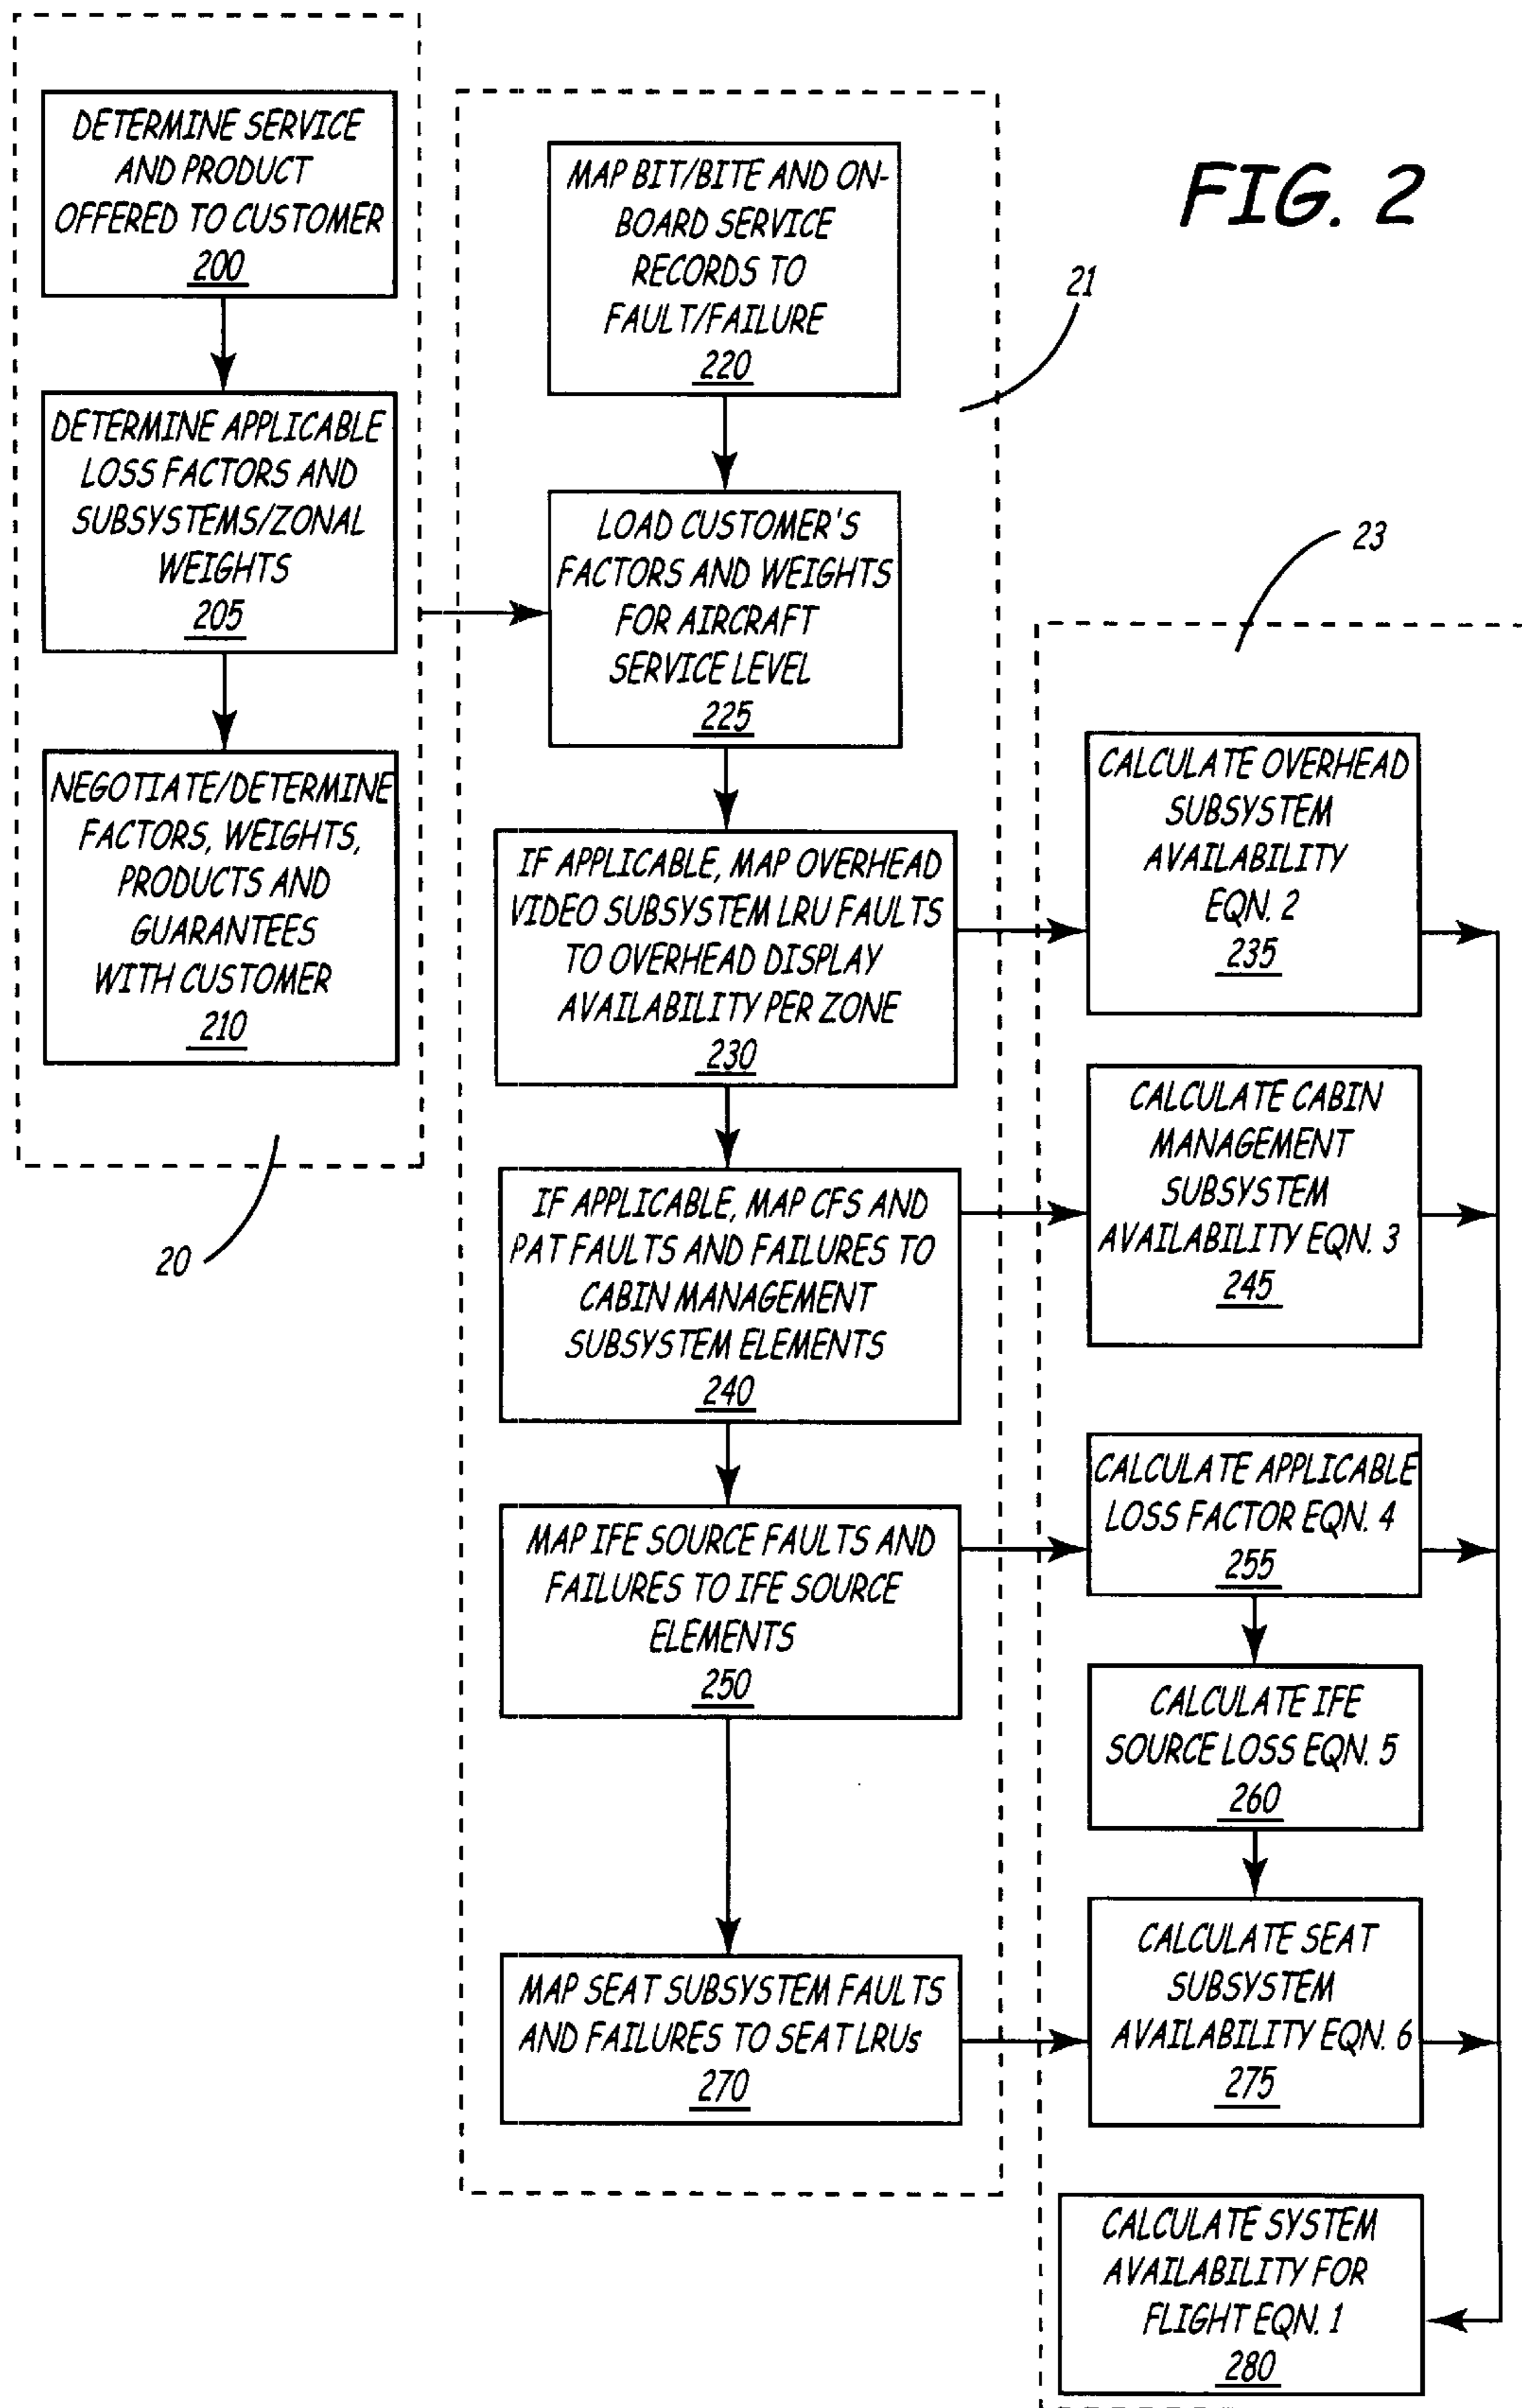 FIG. 2
DETERMINE SERVICE
AND PRODUCT
OFFERED TO CUSTOMER
200
DETERMINE APPLICABLE
LOSS FACTORS AND
SUBSYSTEMS/ZONAL
WEIGHTS
205
NEGOTIATE/DETERMINE
FACTORS, WEIGHTS,
PRODUCTS AND
GUARANTEES
WITH CUSTOMER
210
20
MAP BIT/BITE AND ON-
BOARD SERVICE
RECORDS TO
FAULT/FAILURE
220
21
LOAD CUSTOMER'S
FACTORS AND WEIGHTS
FOR AIRCRAFT
SERVICE LEVEL
225
IF APPLICABLE, MAP OVERHEAD
VIDEO SUBSYSTEM LRU FAULTS
TO OVERHEAD DISPLAY
AVAILABILITY PER ZONE
230
IF APPLICABLE, MAP CFS AND
PAT FAULTS AND FAILURES TO
CABIN MANAGEMENT
SUBSYSTEM ELEMENTS
240
MAP IFE SOURCE FAULTS AND
FAILURES TO IFE SOURCE
ELEMENTS
250
MAP SEAT SUBSYSTEM FAULTS
AND FAILURES TO SEAT LRUs
270
23
CALCULATE OVERHEAD
SUBSYSTEM
AVAILABILITY
EQN. 2
235
CALCULATE CABIN
MANAGEMENT
SUBSYSTEM
AVAILABILITY EQN. 3
245
CALCULATE APPLICABLE
LOSS FACTOR EQN. 4
255
CALCULATE IFE
SOURCE LOSS EQN. 5
260
CALCULATE SEAT
SUBSYSTEM
AVAILABILITY EQN. 6
275
CALCULATE SYSTEM
AVAILABILITY FOR
FLIGHT EQN. 1
280